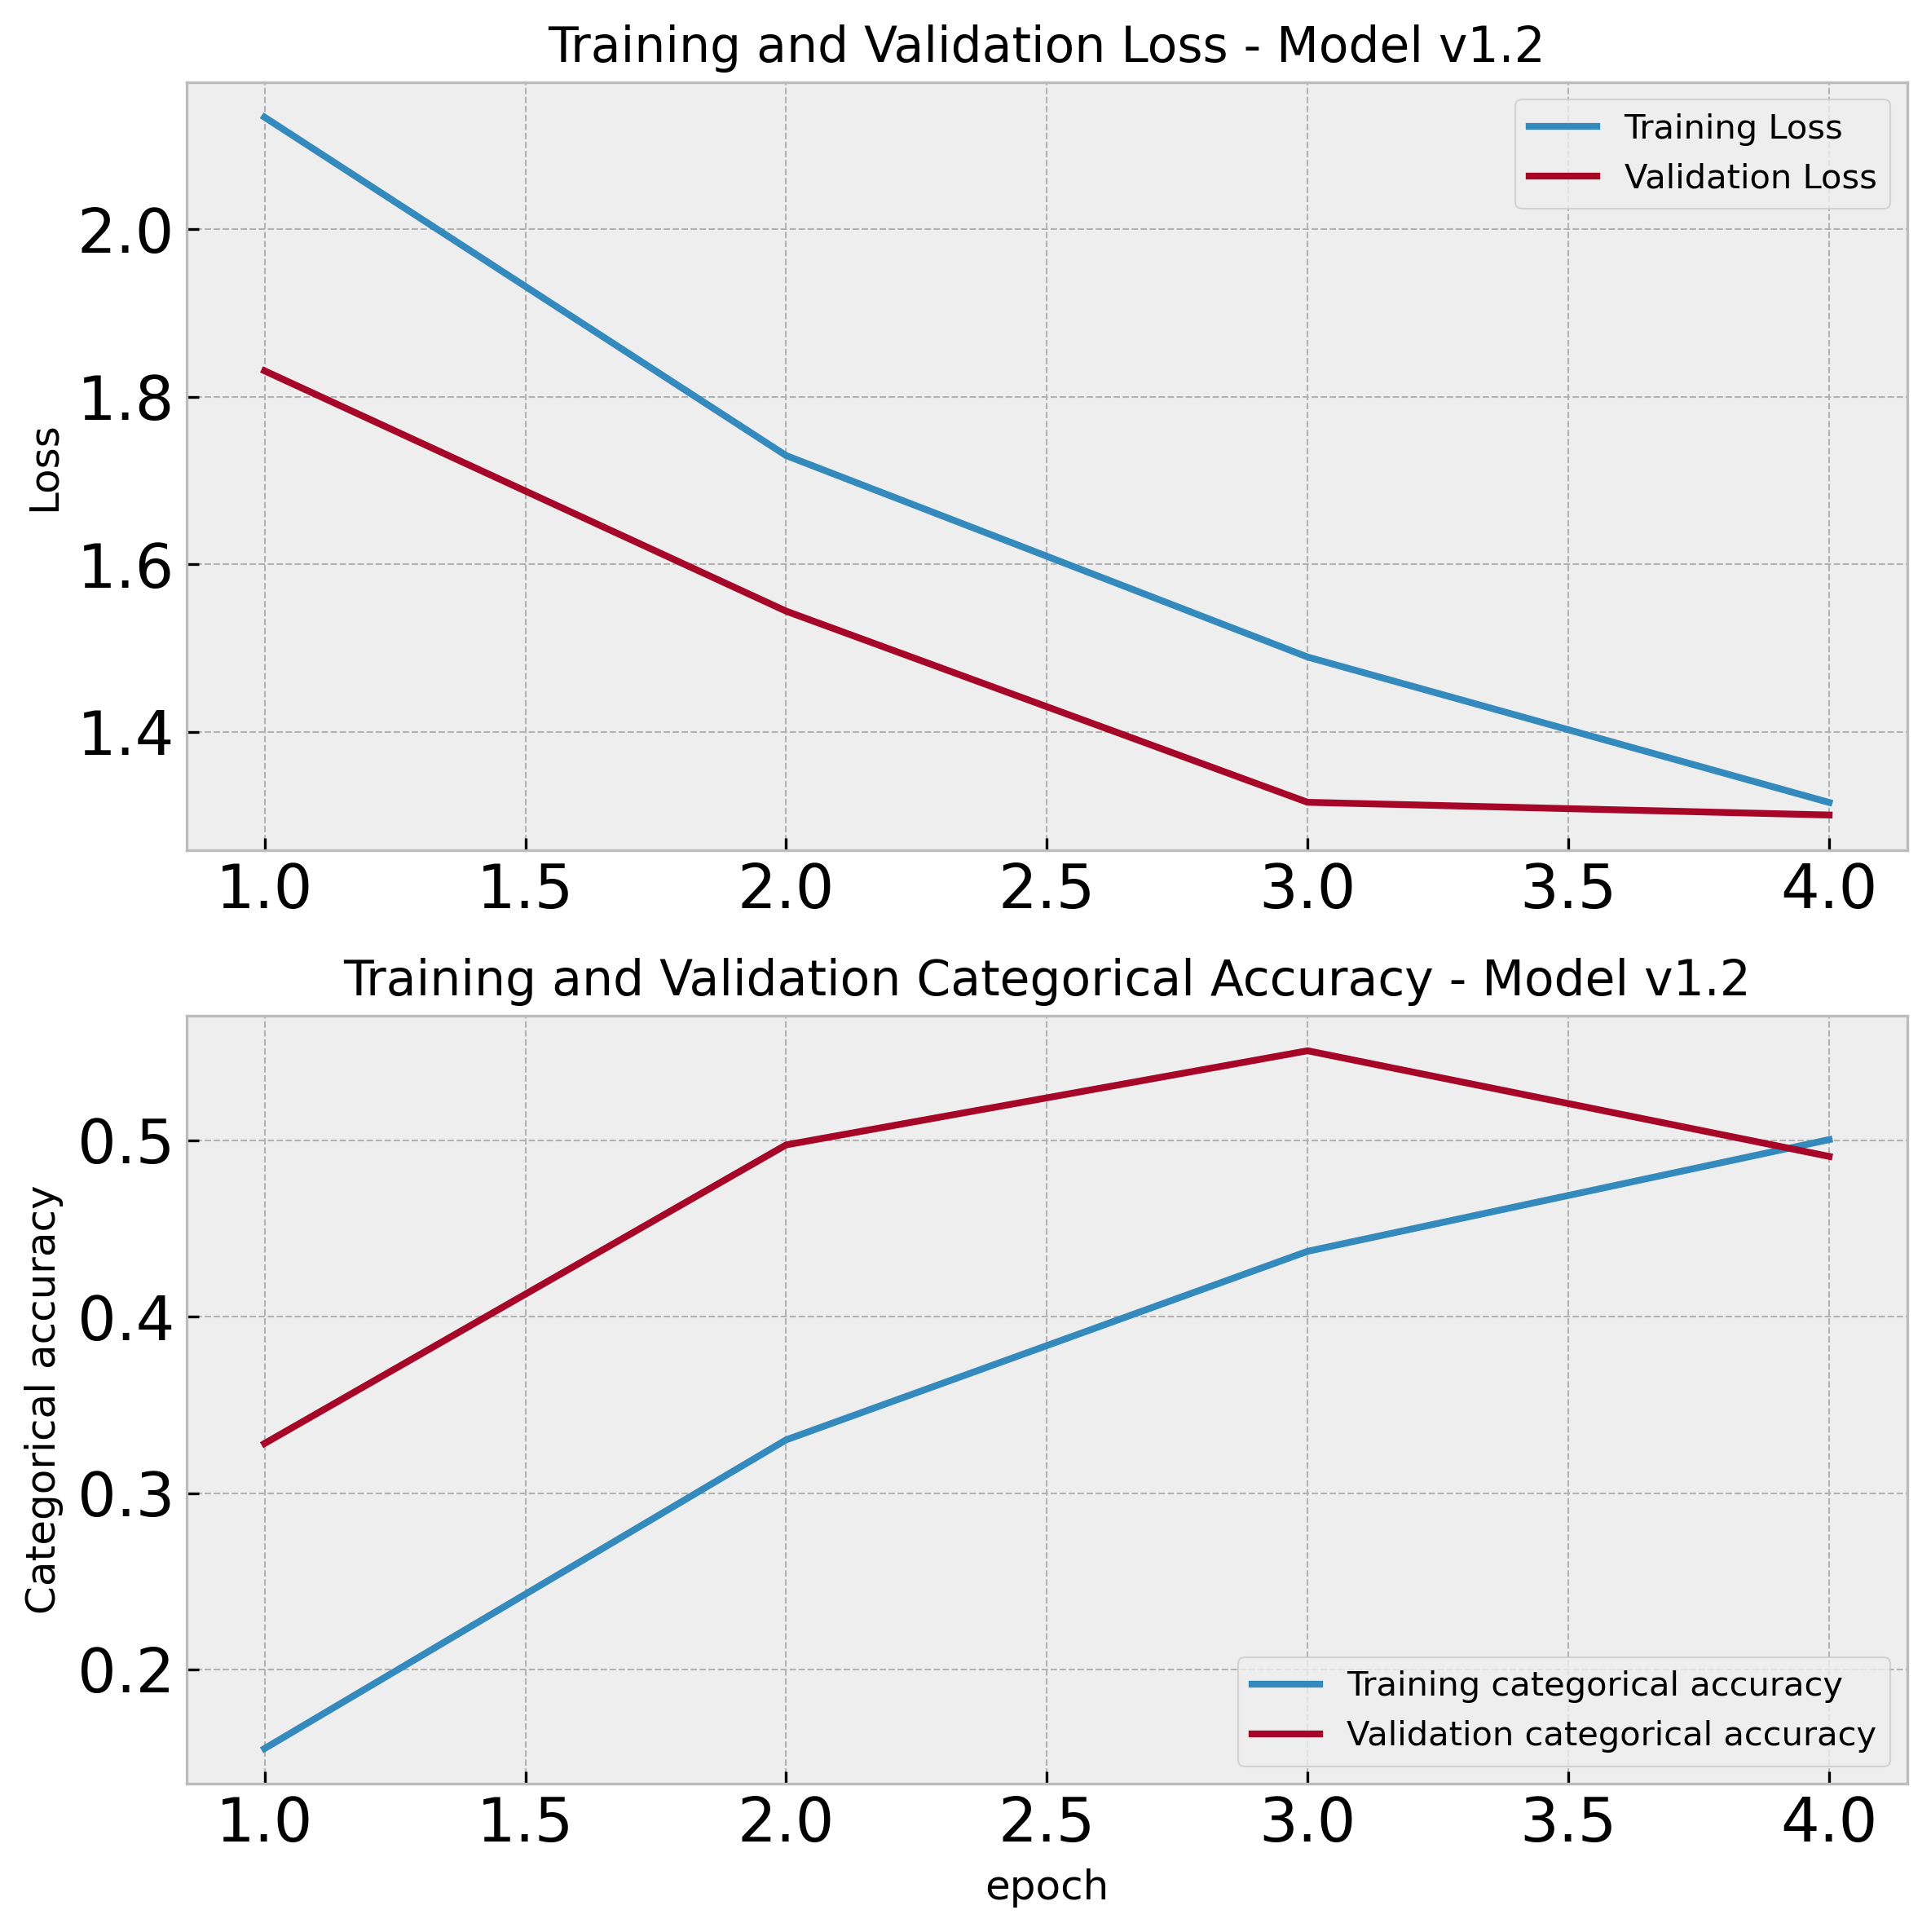 Training and Validation Loss - Model v1.2
Training Loss
Validation Loss
Loss
2.0
1.8
1.6
1.4
1.0 1.5 2.0 2.5 3.0 3.5 4.0
Training and Validation Categorical Accuracy - Model v1.2
Categorical accuracy
0.5
0.4
0.3
0.2
Training categorical accuracy
Validation categorical accuracy
1.0 1.5 2.0 2.5 3.0 3.5 4.0
epoch